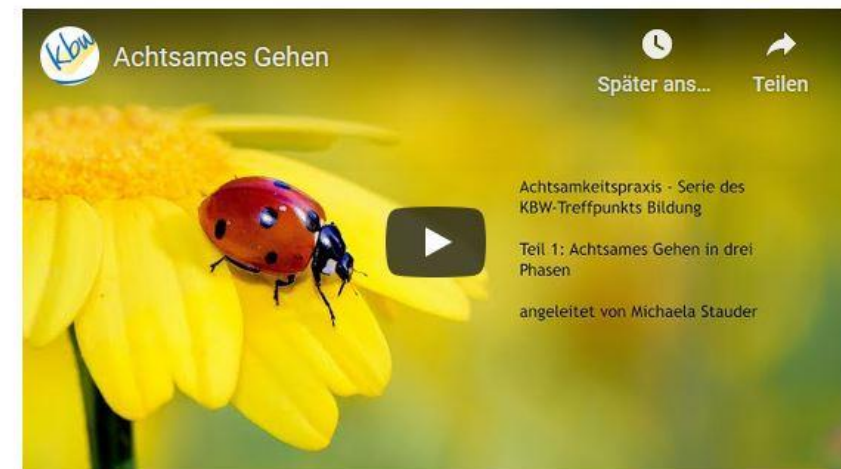 kbw
Achtsames Gehen
Später ans...
Teilen
Achtsamkeitspraxis - Serie des
KBW-Treffpunkts Bildung
Teil 1: Achtsames Gehen in drei
Phasen
angeleitet von Michaela Stauder